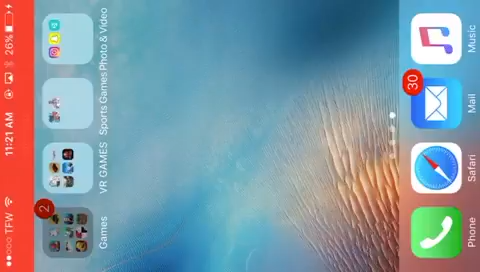 TFW
11:21 AM
26%
Games
2
VR GAMES
Sports Games
Photo & Video
Phone
Safari
Mail
30
Music